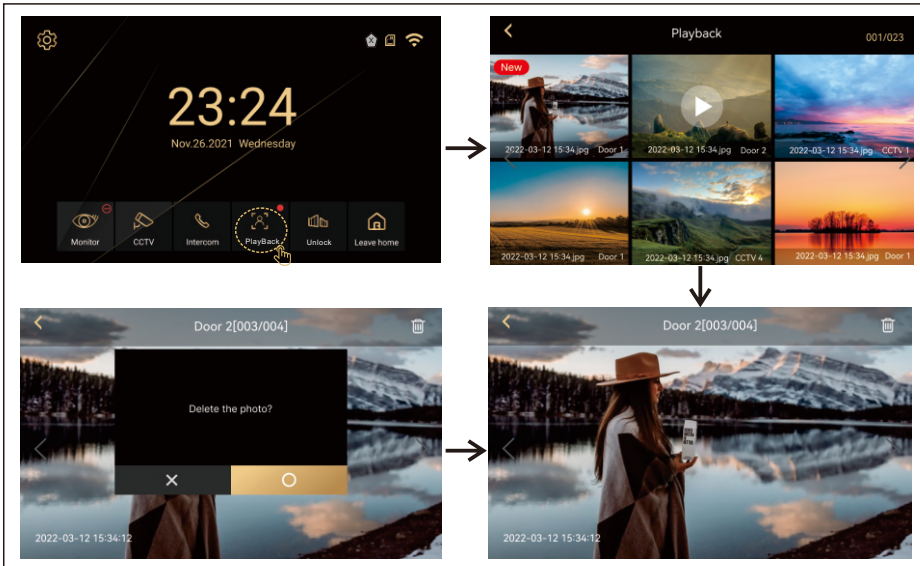 23:24
Nov.26.2021 Wednesday
Monitor
CCTV
Intercom
PlayBack
Unlock
Leave home
Playback
001/023
New
2022-03-12 15:34.jpg Door 1
2022-03-12 15:34.jpg Door 2
2022-03-12 15:34.jpg CCTV 1
2022-03-12 15:34.jpg Door 1
2022-03-12 15:34.jpg CCTV 4
2022-03-12 15:34.jpg Door 1
Door 2[003/004]
Delete the photo?
2022-03-12 15:34:12
Door 2[003/004]
2022-03-12 15:34:12